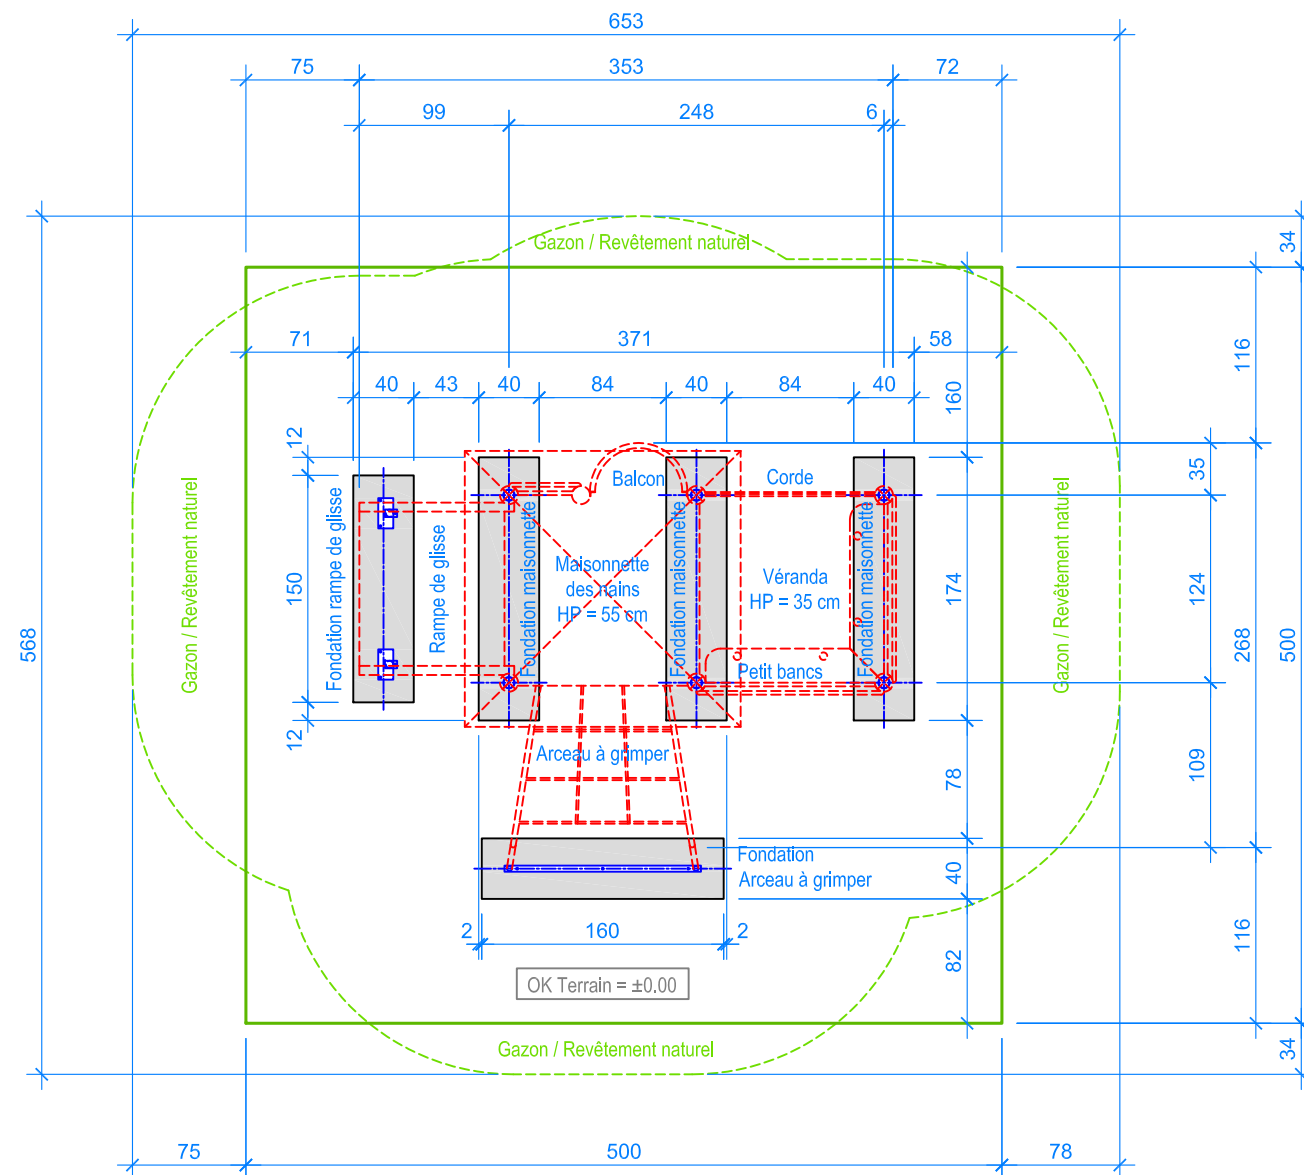 653
75
353
72
99
248
6
Gazon / Revêtement naturel
34
71
371
58
116
40
43
40
84
40
84
40
160
12
Balcon
Corde
35
Fondation rampe de glisse
Rampe de glisse
Fondation maisonnette
Maisonnette
des nains
HP = 55 cm
Fondation maisonnette
Véranda
HP = 35 cm
Fondation maisonnette
Gazon / Revêtement naturel
Gazon / Revêtement naturel
150
174
124
268
500
568
Petit bancs
12
Arceau à grimper
78
109
Fondation
Arceau à grimper
40
2
160
2
82
116
OK Terrain = ±0.00
Gazon / Revêtement naturel
34
75
500
78